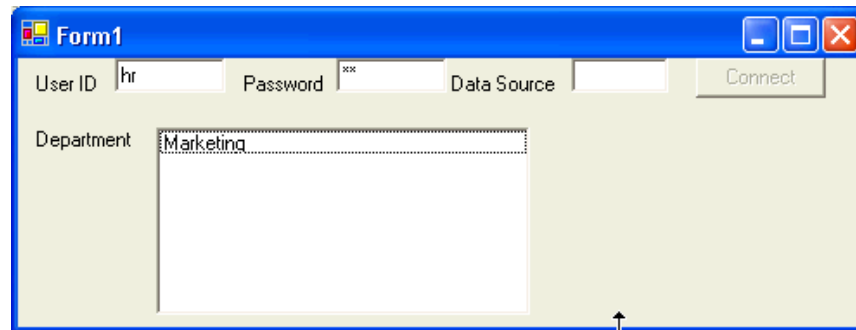 Form1
User ID hr Password ** Data Source Connect
Department Marketing